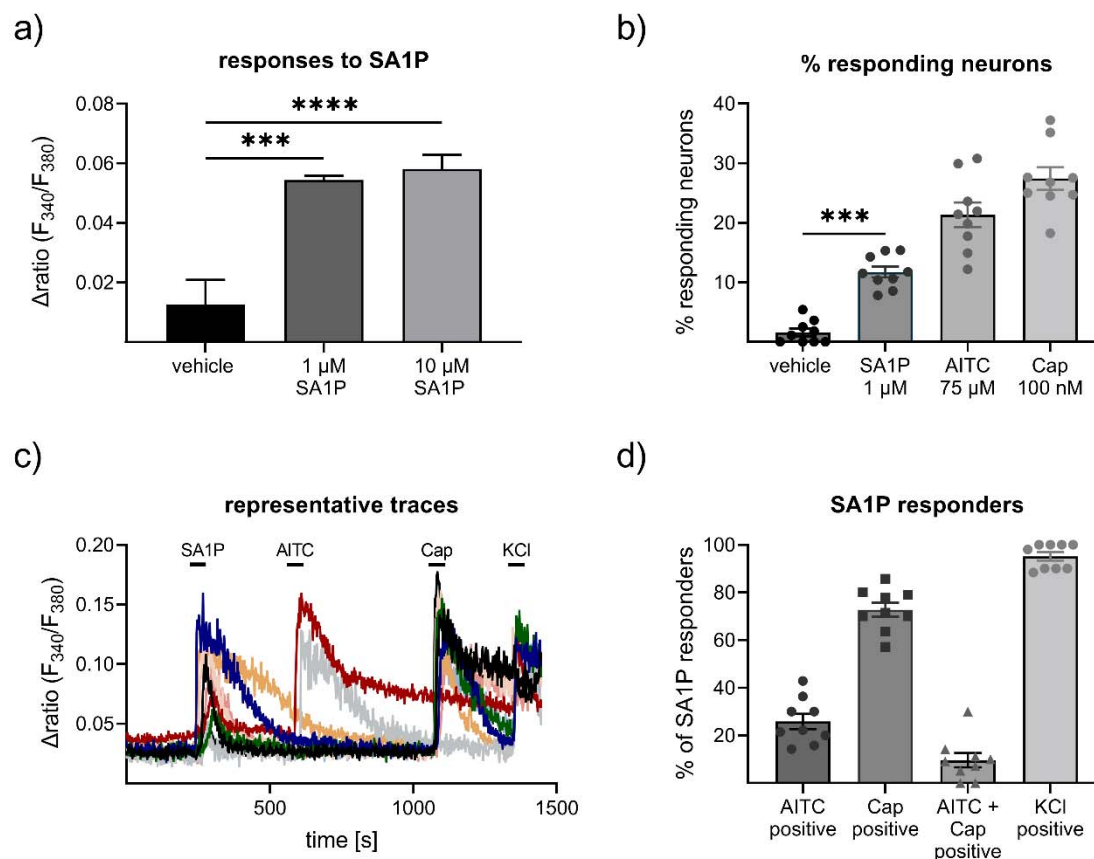 a)
responses to SA1P
Δratio (F340/F380)
0.08
0.06
0.04
0.02
****
***
vehicle
1 µM
SA1P
10 µM
SA1P
b)
% responding neurons
% responding neurons
40
30
20
10
***
vehicle
SA1P
1 µM
AITC
75 µM
Cap
100 nM
c)
representative traces
Δratio (F340/F380)
0.20
0.15
0.10
0.05
SA1P
AITC
Cap
KCl
500
1000
1500
time [s]
d)
SA1P responders
% of SA1P responders
100
80
60
40
20
AITC
positive
Cap
positive
AITC +
Cap
positive
KCl
positive